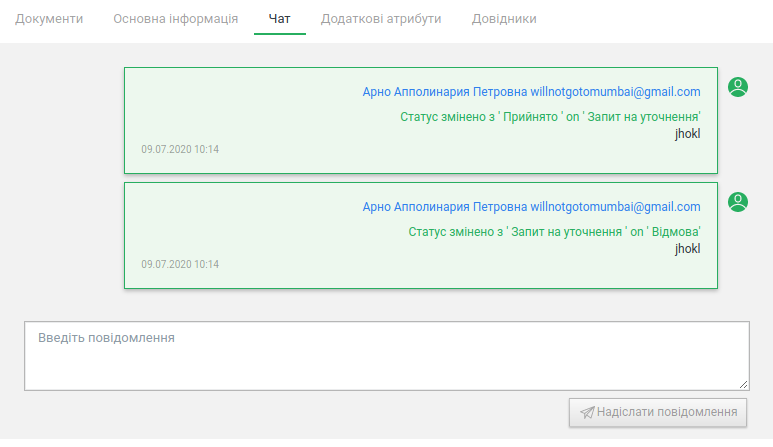 Документи Основна інформація Чат Додаткові атрибути Довідники
Арно Апполинария Петровна willnotgotomumbai@gmail.com
Статус змінено з ' Прийнято ' on ' Запит на уточнення'
jhokl
09.07.2020 10:14
Арно Апполинария Петровна willnotgotomumbai@gmail.com
Статус змінено з ' Запит на уточнення ' on ' Відмова'
jhokl
09.07.2020 10:14
Введіть повідомлення
Надіслати повідомлення